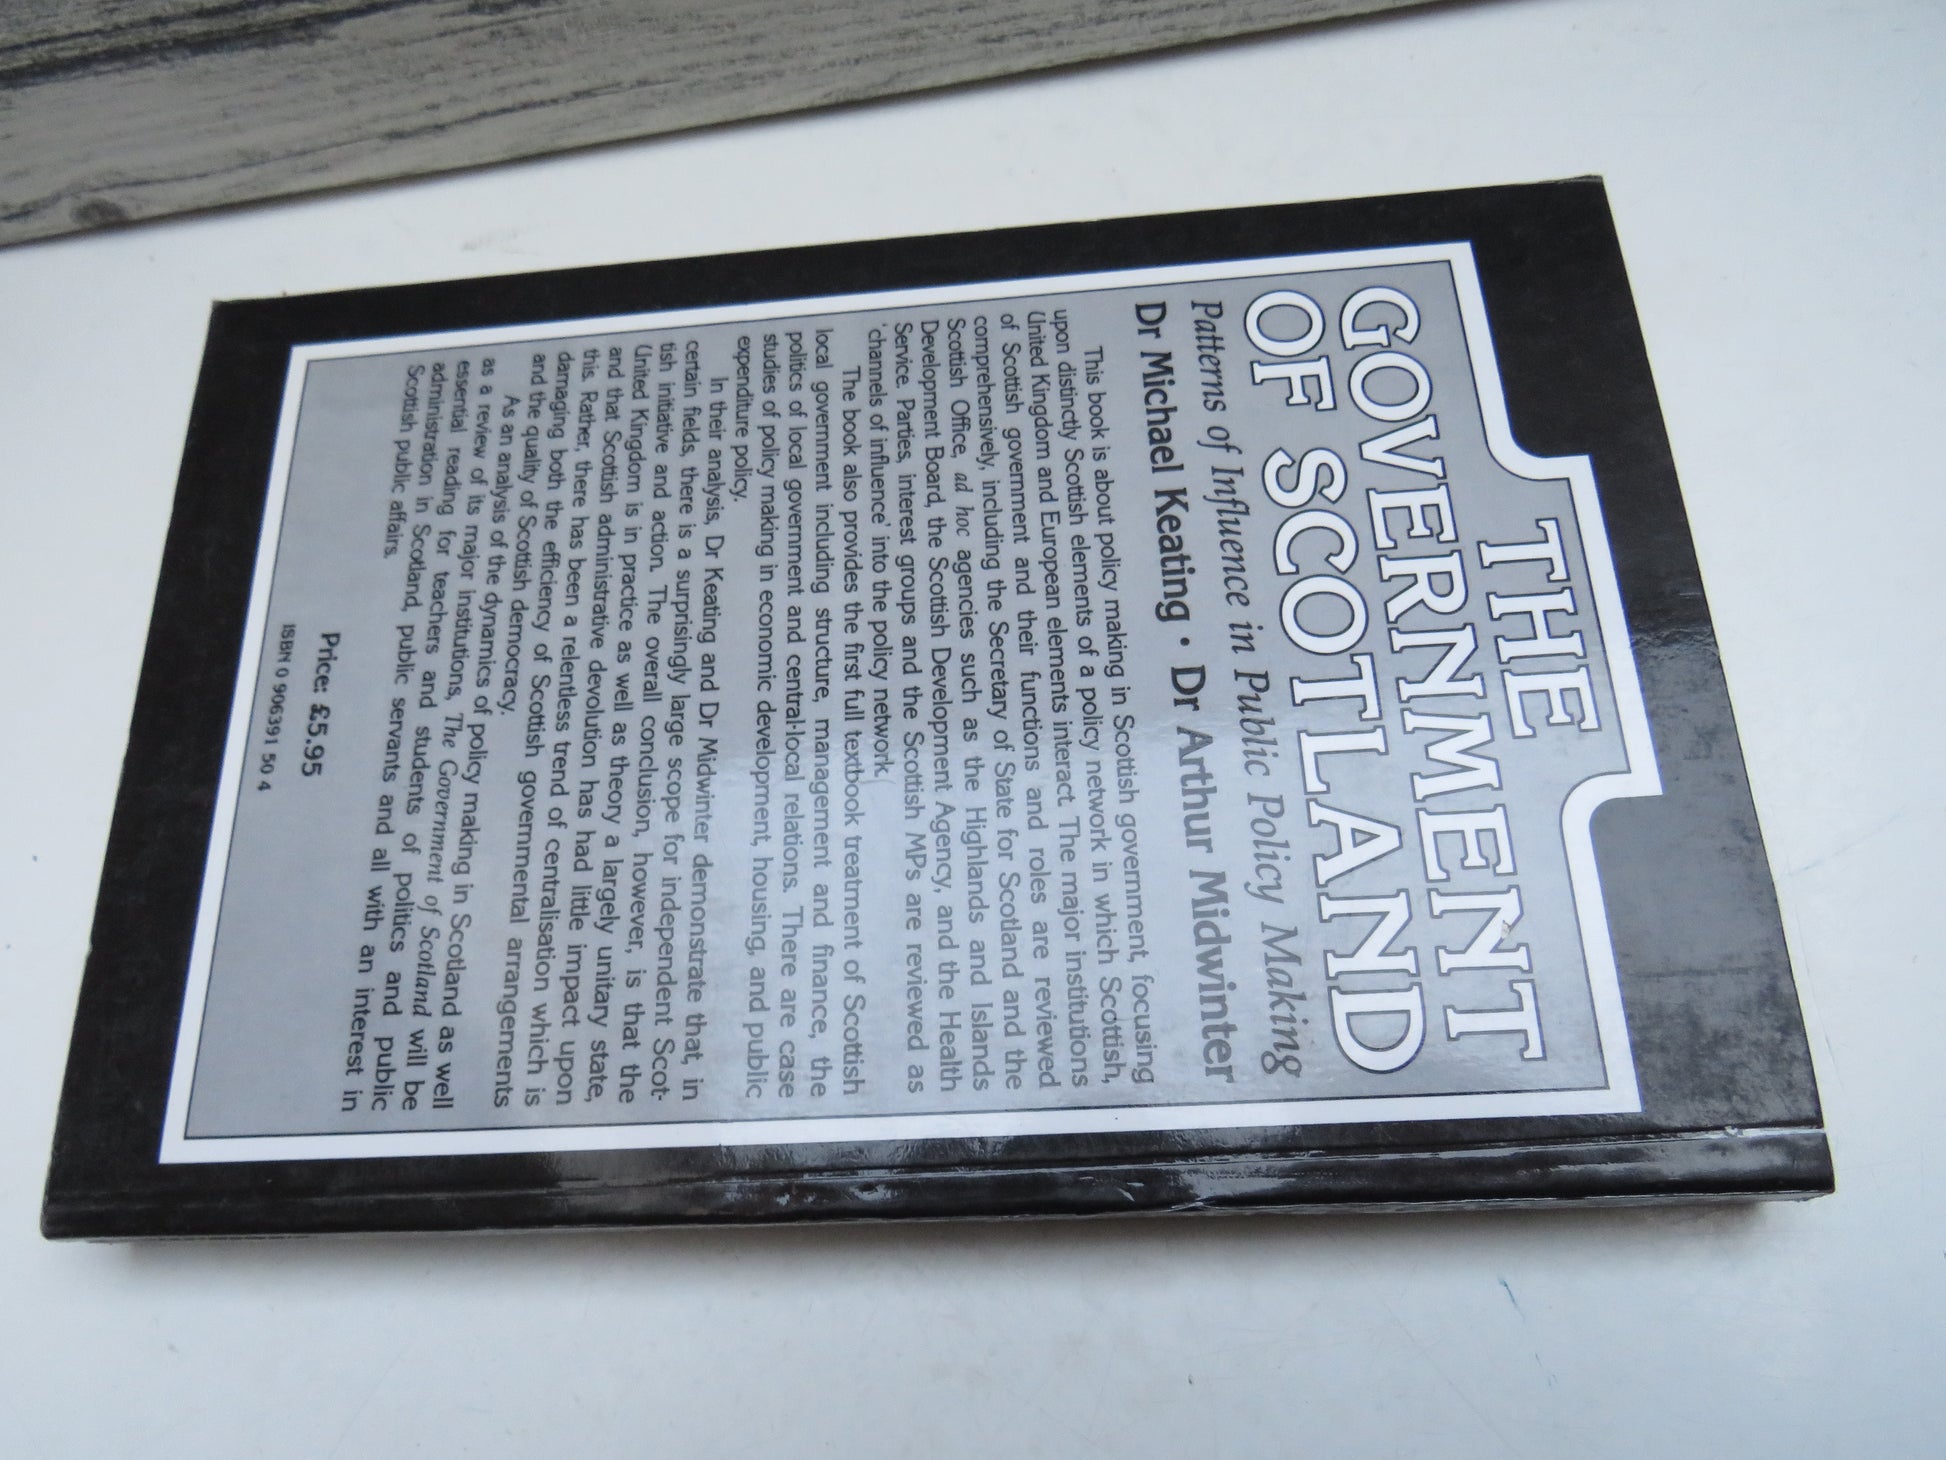 THE
GOVERNMENT
OF SCOTLAND
Patterns of Influence in Public Policy Making
Dr Michael Keating · Dr Arthur Midwinter
This book is about policy making in Scottish government, focusing
upon distinctly Scottish elements of a policy network in which Scottish,
United Kingdom and European elements interact. The major institutions
of Scottish government and their functions and roles are reviewed
comprehensively, including the Secretary of State for Scotland and the
Scottish Office, ad hoc agencies such as the Highlands and Islands
Development Board, the Scottish Development Agency, and the Health
Service. Parties, interest groups and the Scottish MPs are reviewed as
'channels of influence' into the policy network.
The book also provides the first full textbook treatment of Scottish
local government including structure, management and finance, the
politics of local government and central-local relations. There are case
studies of policy making in economic development, housing, and public
expenditure policy.
In their analysis, Dr Keating and Dr Midwinter demonstrate that, in
certain fields, there is a surprisingly large scope for independent Scot-
tish initiative and action. The overall conclusion, however, is that the
United Kingdom is in practice as well as theory a largely unitary state,
and that Scottish administrative devolution has had little impact upon
this. Rather, there has been a relentless trend of centralisation which is
damaging both the efficiency of Scottish governmental arrangements
and the quality of Scottish democracy.
As an analysis of the dynamics of policy making in Scotland as well
as a review of its major institutions, The Government of Scotland will be
essential reading for teachers and students of politics and public
administration in Scotland, public servants and all with an interest in
Scottish public affairs.
Price: £5.95
ISBN 0 906391 50 4